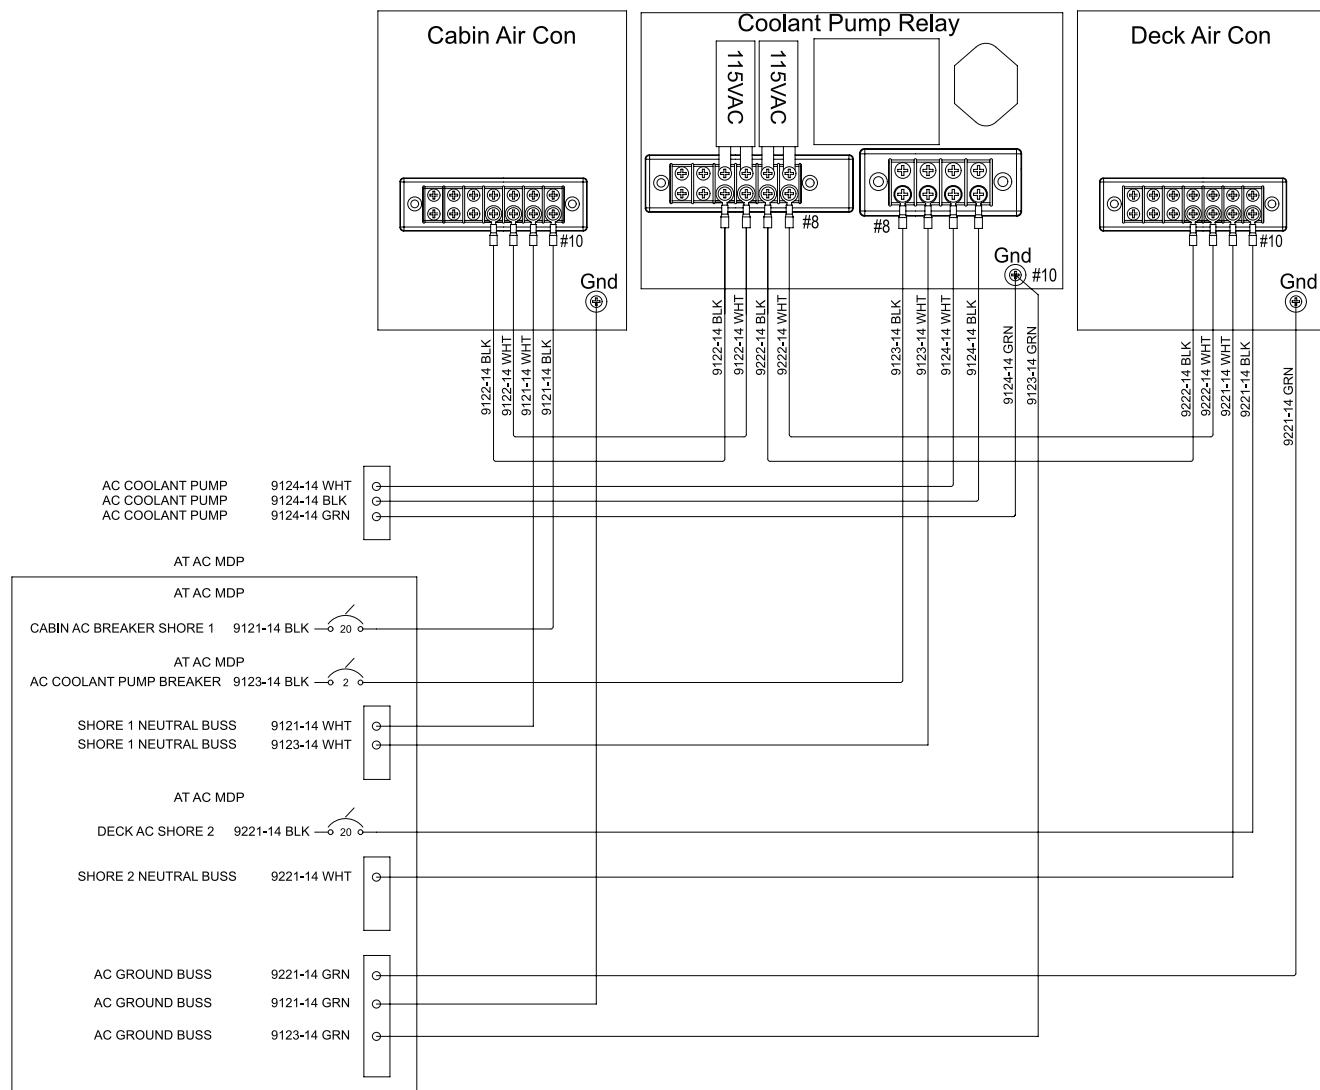 Cabin Air Con
Coolant Pump Relay
Deck Air Con
115VAC
115VAC
#10
Gnd
#8
#8
Gnd
#10
#10
Gnd
9122-14 BLK
9122-14 WHT
9121-14 WHT
9121-14 BLK
9122-14 BLK
9122-14 WHT
9222-14 BLK
9222-14 WHT
9123-14 BLK
9123-14 WHT
9124-14 WHT
9124-14 BLK
9124-14 GRN
9123-14 GRN
9222-14 BLK
9222-14 WHT
9221-14 WHT
9221-14 BLK
9221-14 GRN
AC COOLANT PUMP 9124-14 WHT
AC COOLANT PUMP 9124-14 BLK
AC COOLANT PUMP 9124-14 GRN
AT AC MDP
AT AC MDP
CABIN AC BREAKER SHORE 1 9121-14 BLK 20
AT AC MDP
AC COOLANT PUMP BREAKER 9123-14 BLK 2
SHORE 1 NEUTRAL BUSS 9121-14 WHT
SHORE 1 NEUTRAL BUSS 9123-14 WHT
AT AC MDP
DECK AC SHORE 2 9221-14 BLK 20
SHORE 2 NEUTRAL BUSS 9221-14 WHT
AC GROUND BUSS 9221-14 GRN
AC GROUND BUSS 9121-14 GRN
AC GROUND BUSS 9123-14 GRN